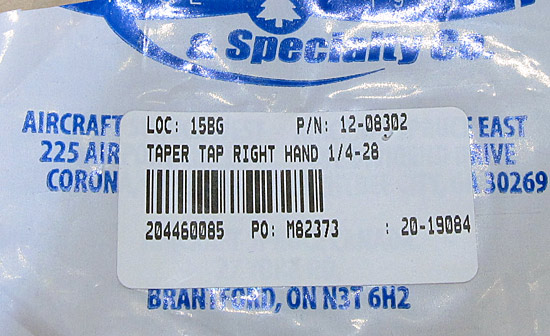 & Specialty Co.
AIRCRAFT EAST
225 AIR
CORON 30269
LOC: 15BG P/N: 12-08302
TAPER TAP RIGHT HAND 1/4-28
204460085 PO: M82373 : 20-19084
BRANTFORD, ON N3T 6H2